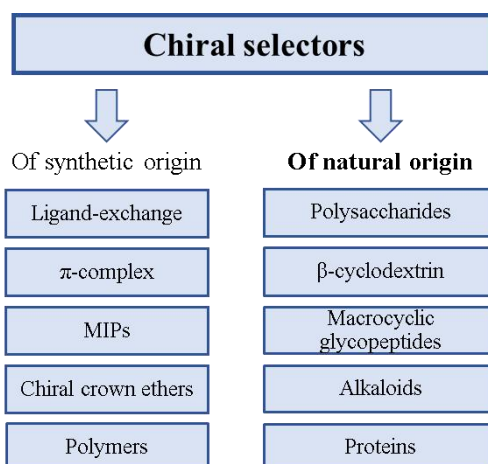 Chiral selectors
Of synthetic origin
Ligand-exchange
π-complex
MIPs
Chiral crown ethers
Polymers
Of natural origin
Polysaccharides
β-cyclodextrin
Macrocyclic
glycopeptides
Alkaloids
Proteins